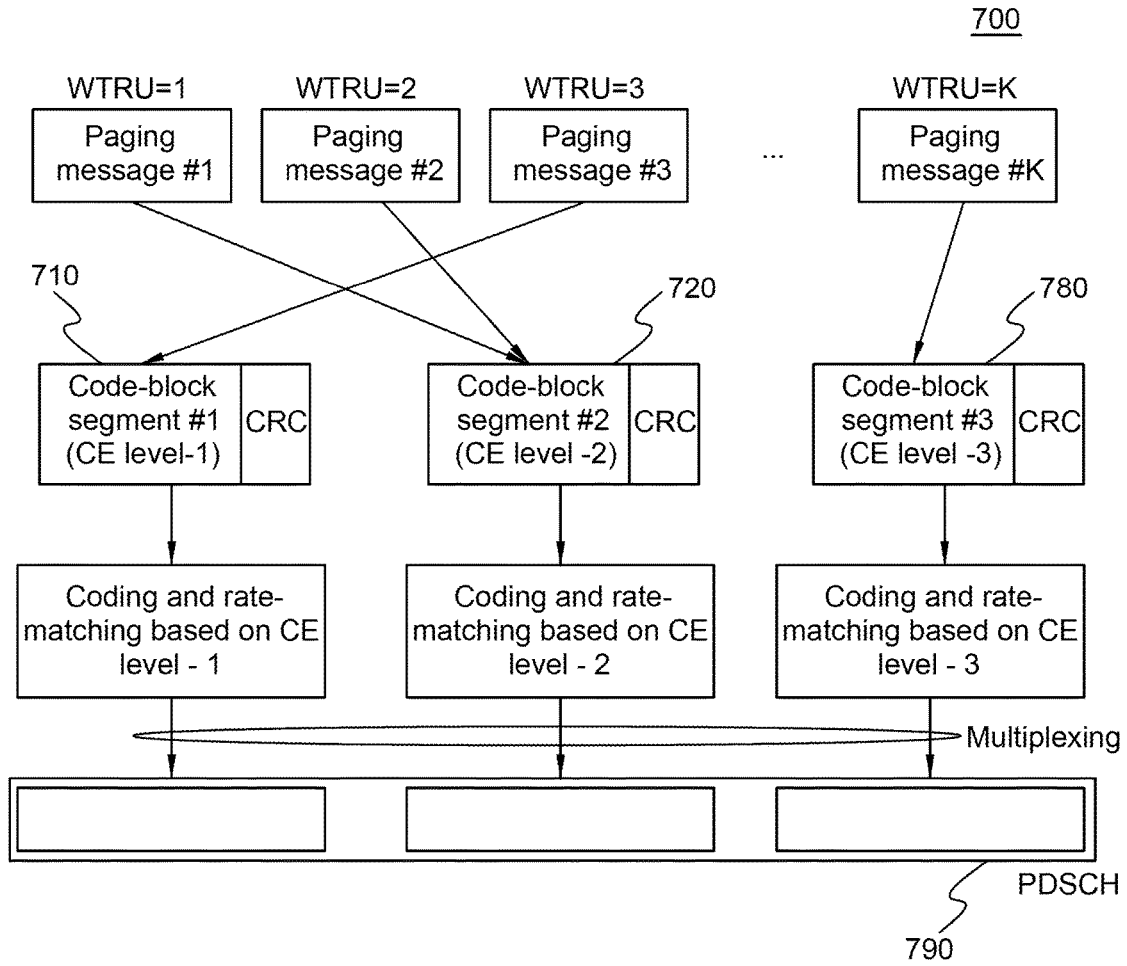 700
WTRU=1
WTRU=2
WTRU=3
WTRU=K
Paging
message #1
Paging
message #2
Paging
message #3
...
Paging
message #K
710
720
780
Code-block
segment #1
(CE level-1)
CRC
Code-block
segment #2
(CE level -2)
CRC
Code-block
segment #3
(CE level -3)
CRC
Coding and rate-
matching based on CE
level - 1
Coding and rate-
matching based on CE
level - 2
Coding and rate-
matching based on CE
level - 3
Multiplexing
PDSCH
790